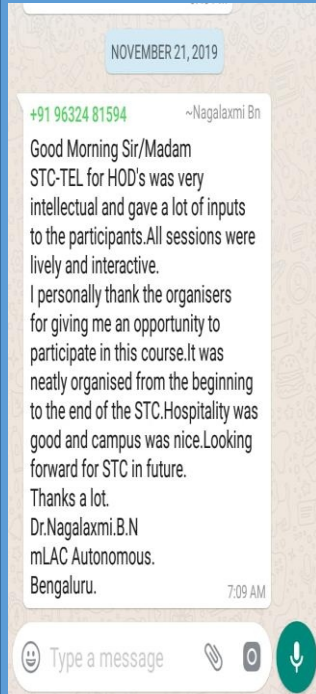 NOVEMBER 21, 2019
+91 96324 81594 ~Nagalaxmi Bn
Good Morning Sir/Madam
STC-TEL for HOD's was very
intellectual and gave a lot of inputs
to the participants.All sessions were
lively and interactive.
I personally thank the organisers
for giving me an opportunity to
participate in this course.It was
neatly organised from the beginning
to the end of the STC.Hospitality was
good and campus was nice.Looking
forward for STC in future.
Thanks a lot.
Dr.Nagalaxmi.B.N
mLAC Autonomous.
Bengaluru. 7:09 AM
Type a message